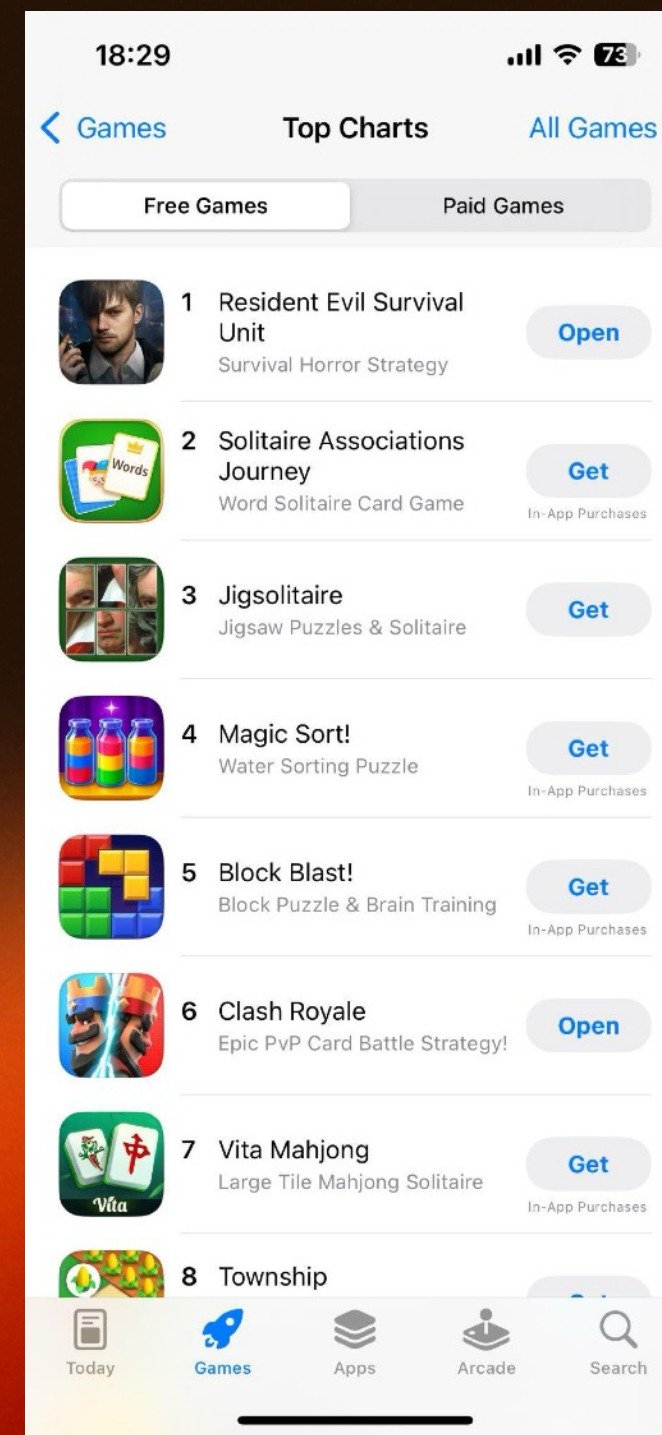 18:29
73
Games
Top Charts
All Games
Free Games
Paid Games
1
Resident Evil Survival
Unit
Survival Horror Strategy
Open
Words
2
Solitaire Associations
Journey
Word Solitaire Card Game
Get
In-App Purchases
3
Jigsolitaire
Jigsaw Puzzles & Solitaire
Get
4
Magic Sort!
Water Sorting Puzzle
Get
In-App Purchases
5
Block Blast!
Block Puzzle & Brain Training
Get
In-App Purchases
6
Clash Royale
Epic PvP Card Battle Strategy!
Open
中
Vita
7
Vita Mahjong
Large Tile Mahjong Solitaire
Get
In-App Purchases
8
Township
Today
Games
Apps
Arcade
Search